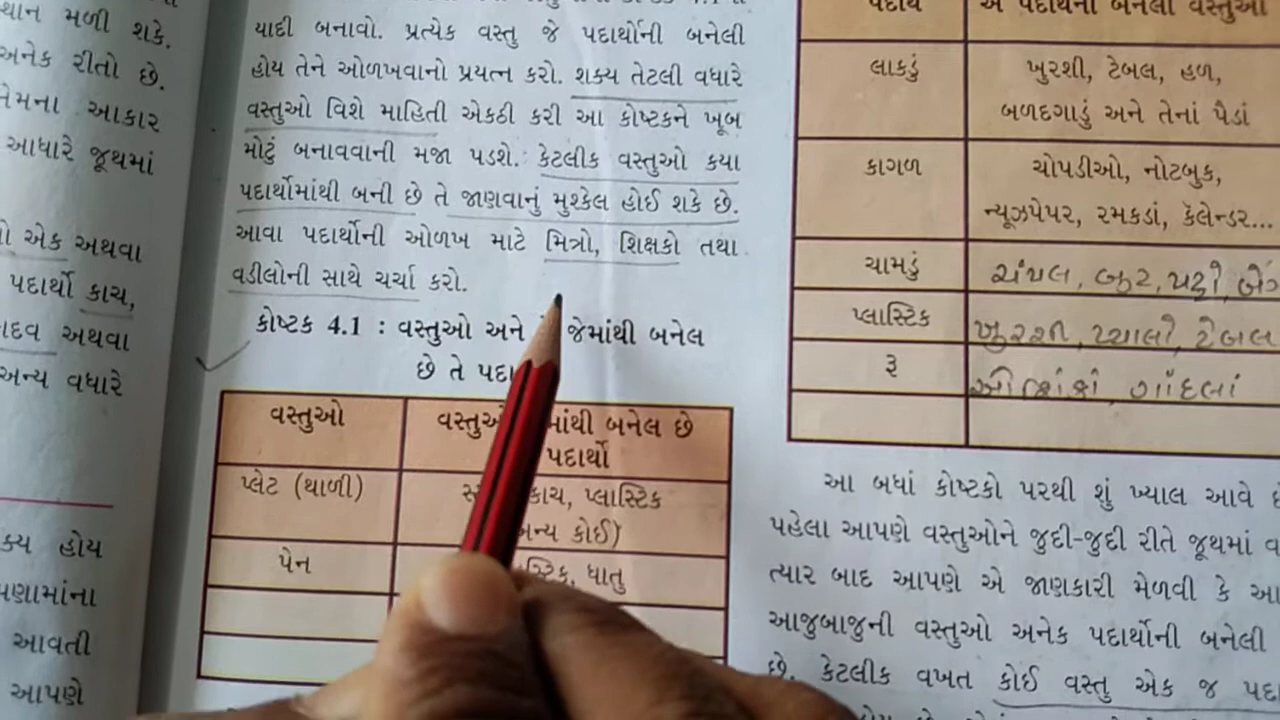 થાન મળી શકે.
અનેક રીતો છે.
તેમના આકાર
આધારે જૂથમાં
એક અથવા
પદાર્થો કાચ,
અથવા
અન્ય વધારે
હોય
આવતી
આપણે
યાદી બનાવો. પ્રત્યેક વસ્તુ જે પદાર્થોની બનેલી
હોય તેને ઓળખવાનો પ્રયત્ન કરો. શક્ય તેટલી વધારે
વસ્તુઓ વિશે માહિતી એકઠી કરી આ કોષ્ટકને ખૂબ
મોટું બનાવવાની મજા પડશે. કેટલીક વસ્તુઓ કયા
પદાર્થોમાંથી બની છે તે જાણવાનું મુશ્કેલ હોઈ શકે છે.
આવા પદાર્થોની ઓળખ માટે મિત્રો, શિક્ષકો તથા
વડીલોની સાથે ચર્ચા કરો.
કોષ્ટક 4.1 : વસ્તુઓ અને જેમાંથી બનેલ
છે તે
વસ્તુઓ
બનેલ છે
પદાર્થો
પ્લેટ (થાળી)
કાચ, પ્લાસ્ટિક
કોઈ)
પેન
ધાતુ
પદાર્થ
એ પદાર્થની બનેલી વસ્તુઓ
લાકડું
ખુરશી, ટેબલ, હળ,
બળદગાડું અને તેનાં પૈડાં
કાગળ
ચોપડીઓ, નોટબુક,
ન્યૂઝપેપર, રમકડાં, કૅલેન્ડર...
ચામડું
ચંપલ, બુટ, પટ્ટો,
પ્લાસ્ટિક
ખુરશી, પ્યાલો, ટેબલ
રૂ
ઓશિકાં, ગાદલાં
આ બધાં કોષ્ટકો પરથી શું ખ્યાલ આવે છે
પહેલા આપણે વસ્તુઓને જુદી-જુદી રીતે જૂથમાં
ત્યાર બાદ આપણે એ જાણકારી મેળવી કે
આજુબાજુની વસ્તુઓ અનેક પદાર્થોની બનેલી
છે. કેટલીક વખત કોઈ વસ્તુ એક જ